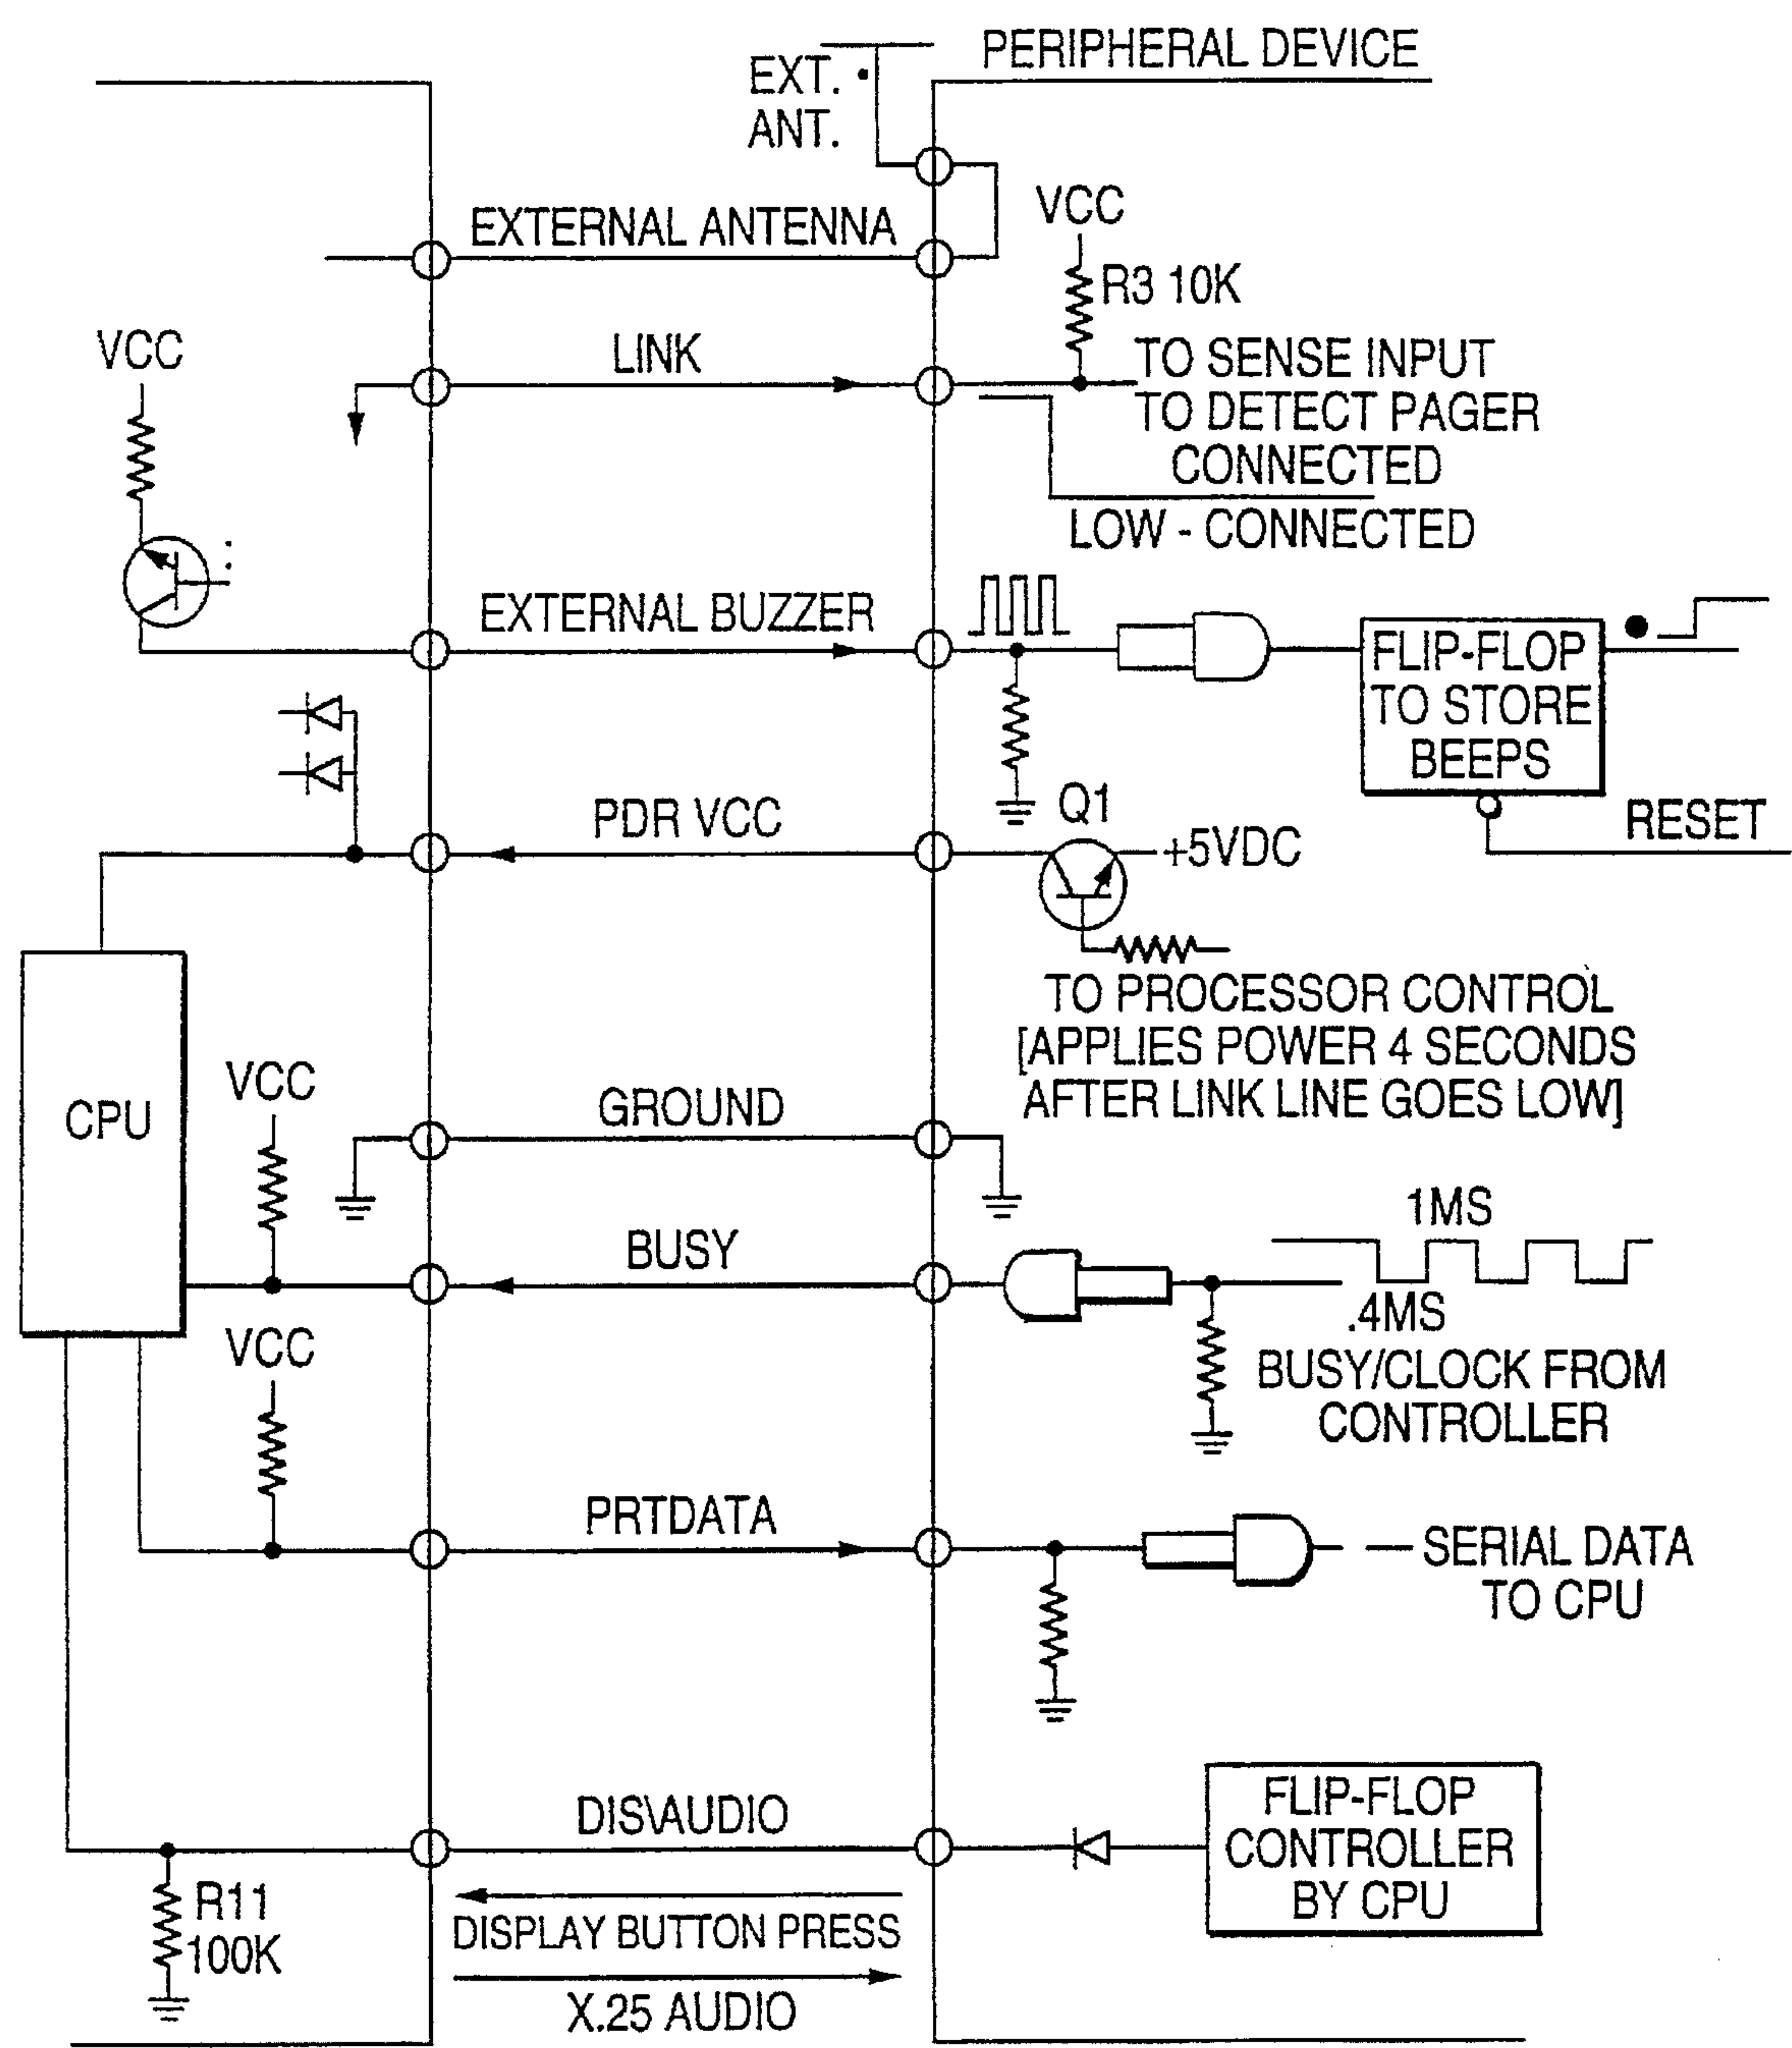 PERIPHERAL DEVICE
EXT.
ANT.
VCC
EXTERNAL ANTENNA
R3 10K
VCC
LINK
TO SENSE INPUT
TO DETECT PAGER
CONNECTED
LOW - CONNECTED
EXTERNAL BUZZER
FLIP-FLOP
TO STORE
BEEPS
RESET
PDR VCC
Q1
+5VDC
TO PROCESSOR CONTROL
[APPLIES POWER 4 SECONDS
AFTER LINK LINE GOES LOW]
CPU
VCC
GROUND
BUSY
1MS
.4MS
BUSY/CLOCK FROM
CONTROLLER
VCC
PRTDATA
SERIAL DATA
TO CPU
DIS\AUDIO
FLIP-FLOP
CONTROLLER
BY CPU
R11
100K
DISPLAY BUTTON PRESS
X.25 AUDIO